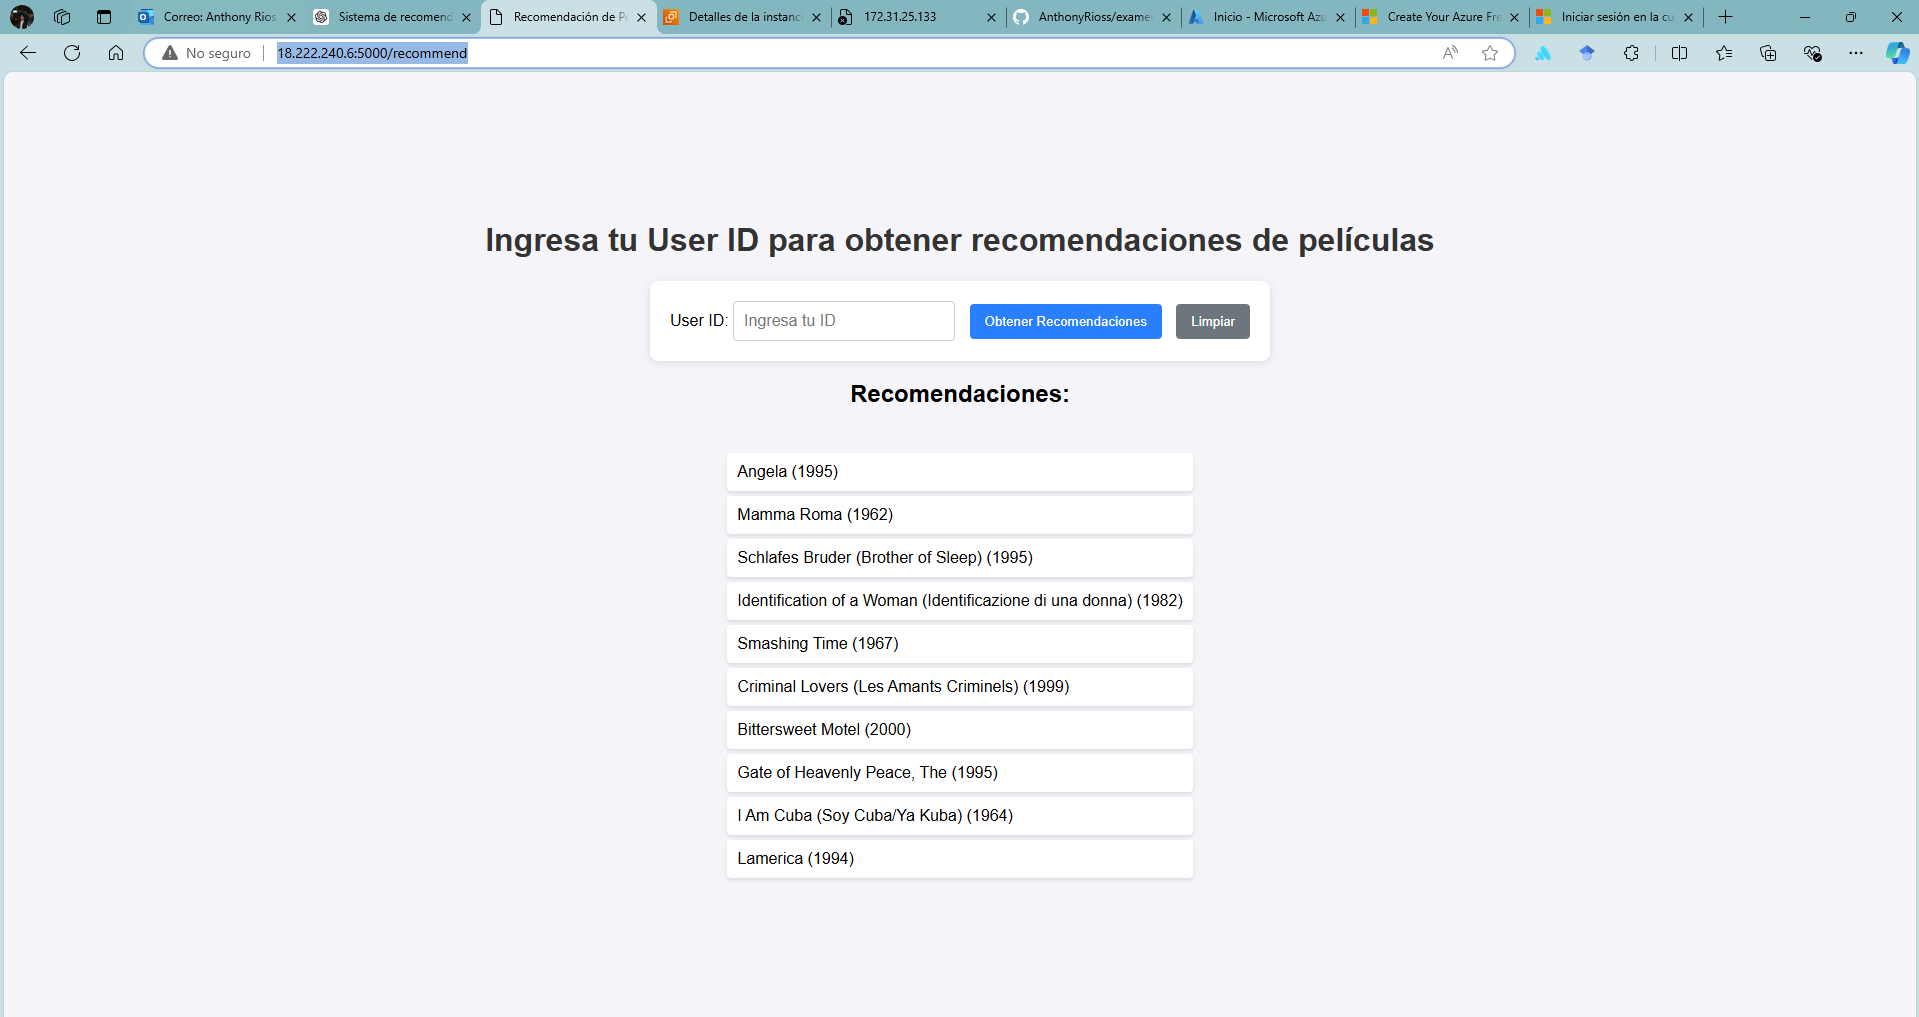 Correo: Anthony Rios
Sistema de recomend
Recomendación de Pe
Detalles de la instanc
172.31.25.133
AnthonyRioss/exame
Inicio - Microsoft Azu
Create Your Azure Fre
Iniciar sesión en la cu
No seguro
18.222.240.6:5000/recommend
Ingresa tu User ID para obtener recomendaciones de películas
User ID: Ingresa tu ID Obtener Recomendaciones Limpiar
Recomendaciones:
Angela (1995)
Mamma Roma (1962)
Schlafes Bruder (Brother of Sleep) (1995)
Identification of a Woman (Identificazione di una donna) (1982)
Smashing Time (1967)
Criminal Lovers (Les Amants Criminels) (1999)
Bittersweet Motel (2000)
Gate of Heavenly Peace, The (1995)
I Am Cuba (Soy Cuba/Ya Kuba) (1964)
Lamerica (1994)